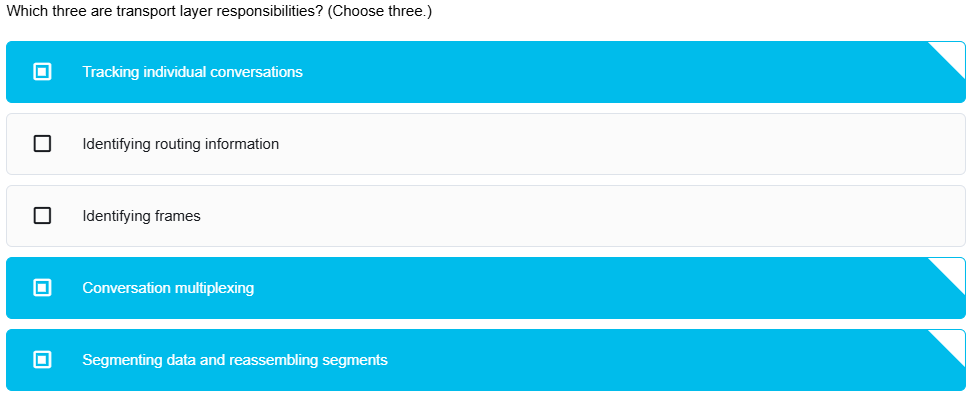 Which three are transport layer responsibilities? (Choose three.)
Tracking individual conversations
Identifying routing information
Identifying frames
Conversation multiplexing
Segmenting data and reassembling segments